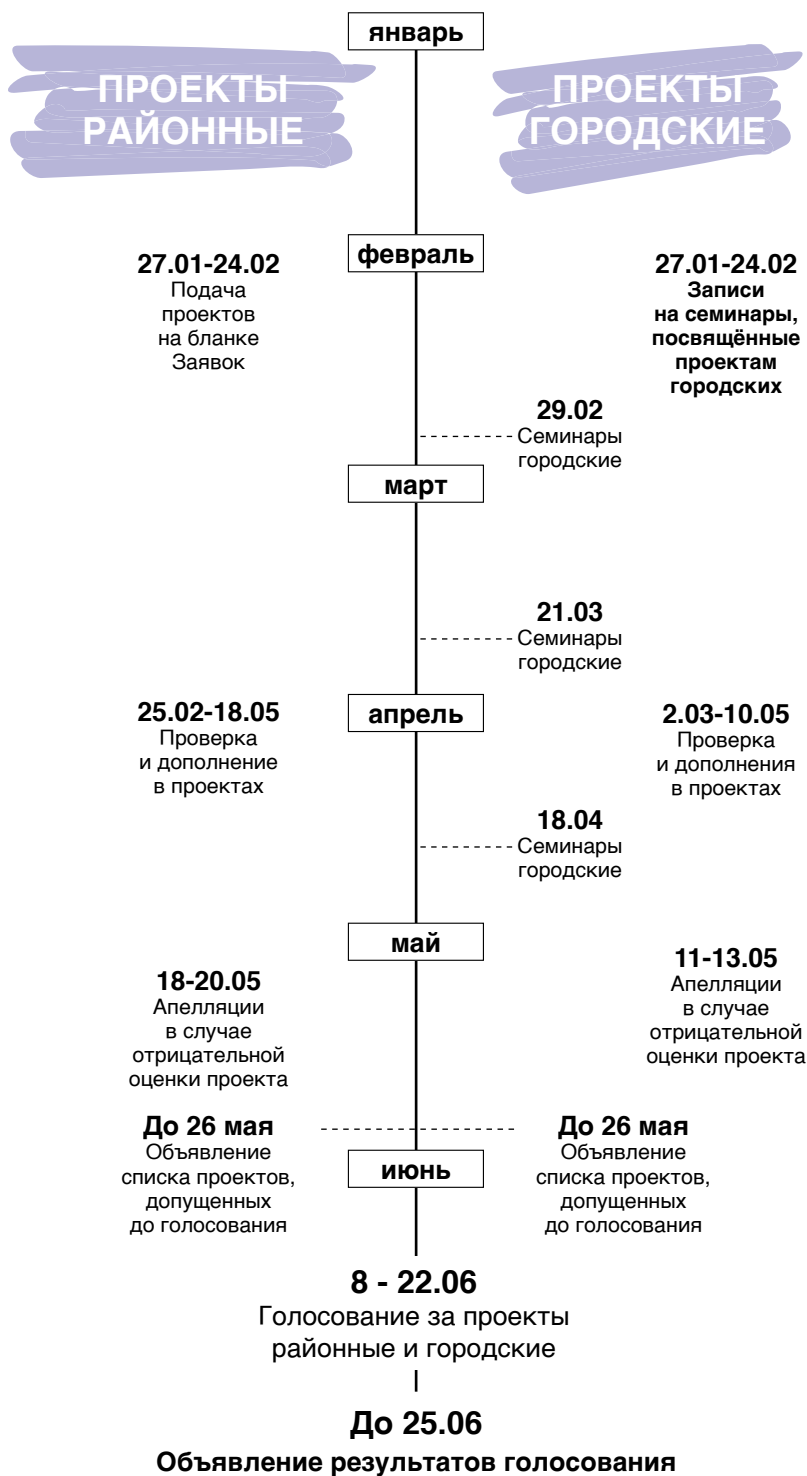 январь
ПРОЕКТЫ
РАЙОННЫЕ
ПРОЕКТЫ
ГОРОДСКИЕ
февраль
27.01-24.02
Подача
проектов
на бланке
Заявок
27.01-24.02
Записи
на семинары,
посвящённые
проектам
городских
29.02
Семинары
городские
март
21.03
Семинары
городские
25.02-18.05
Проверка
и дополнение
в проектах
апрель
2.03-10.05
Проверка
и дополнения
в проектах
18.04
Семинары
городские
май
18-20.05
Апелляции
в случае
отрицательной
оценки проекта
11-13.05
Апелляции
в случае
отрицательной
оценки проекта
До 26 мая
Объявление
списка проектов,
допущенных
до голосования
До 26 мая
Объявление
списка проектов,
допущенных
до голосования
июнь
8 - 22.06
Голосование за проекты
районные и городские
До 25.06
Объявление результатов голосования